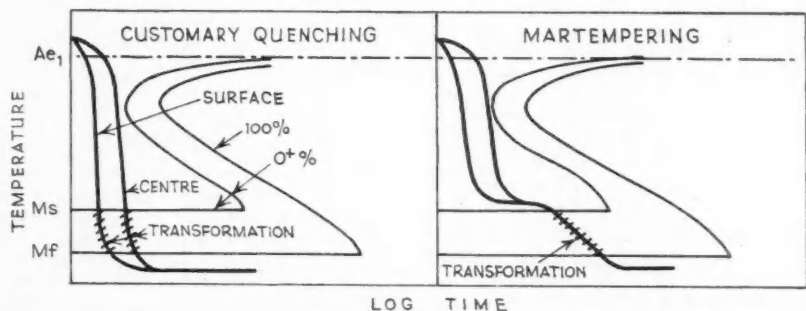 CUSTOMARY QUENCHING
MARTEMPERING
Ae₁
SURFACE
100%
0⁺%
CENTRE
TEMPERATURE
Ms
TRANSFORMATION
Mf
TRANSFORMATION
LOG TIME